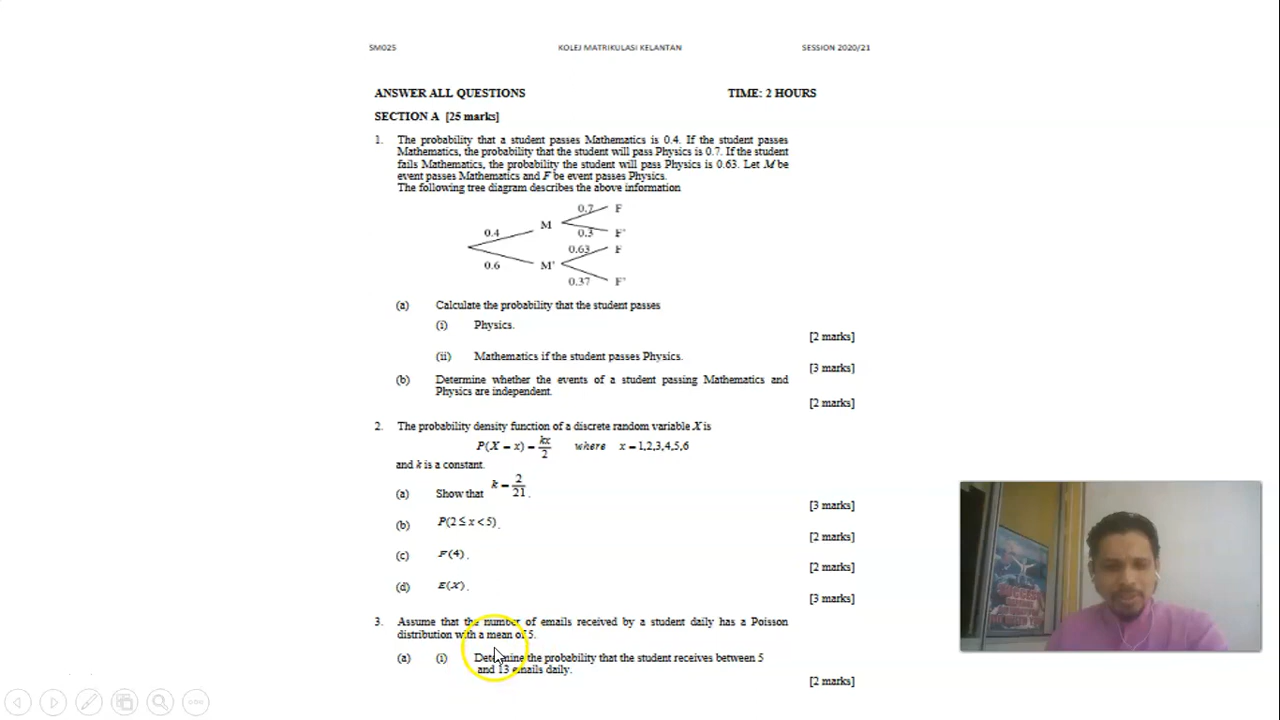 SM025 KOLEJ MATRIKULASI KELANTAN SESSION 2020/21
ANSWER ALL QUESTIONS TIME: 2 HOURS
SECTION A [25 marks]
1. The probability that a student passes Mathematics is 0.4. If the student passes
Mathematics, the probability that the student will pass Physics is 0.7. If the student
fails Mathematics, the probability the student will pass Physics is 0.63. Let M be
event passes Mathematics and F be event passes Physics.
The following tree diagram describes the above information
0.7 F
0.4 M
0.3 F'
0.63 F
0.6 M'
0.37 F'
(a) Calculate the probability that the student passes
(i) Physics.
[2 marks]
(ii) Mathematics if the student passes Physics.
[3 marks]
(b) Determine whether the events of a student passing Mathematics and
Physics are independent.
[2 marks]
2. The probability density function of a discrete random variable X is
P(X = x) = kx/2 where x = 1,2,3,4,5,6
and k is a constant.
(a) Show that k = 2/21.
[3 marks]
(b) P(2 ≤ x < 5).
[2 marks]
(c) F(4).
[2 marks]
(d) E(X).
[3 marks]
3. Assume that the number of emails received by a student daily has a Poisson
distribution with a mean of 5.
(a) (i) Determine the probability that the student receives between 5
and 13 emails daily.
[2 marks]